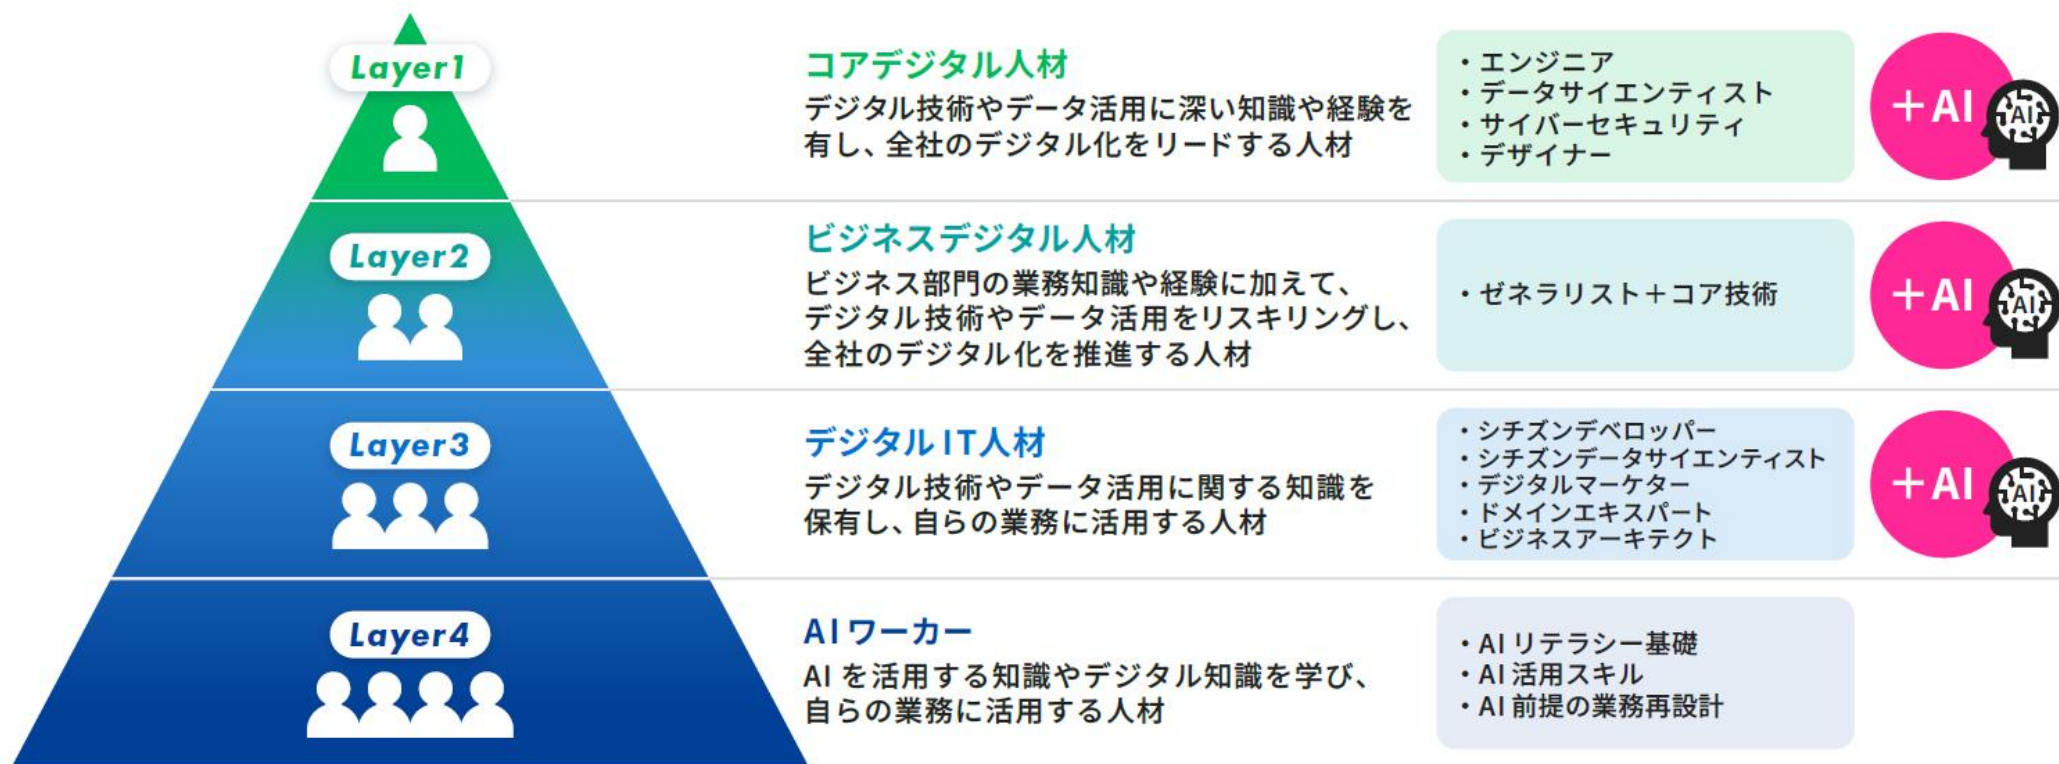 Layer1
コアデジタル人材
デジタル技術やデータ活用に深い知識や経験を
有し、全社のデジタル化をリードする人材
・エンジニア
・データサイエンティスト
・サイバーセキュリティ
・デザイナー
＋AI
AI
Layer2
ビジネスデジタル人材
ビジネス部門の業務知識や経験に加えて、
デジタル技術やデータ活用をリスキリングし、
全社のデジタル化を推進する人材
・ゼネラリスト＋コア技術
＋AI
AI
Layer3
デジタルIT人材
デジタル技術やデータ活用に関する知識を
保有し、自らの業務に活用する人材
・シチズンデベロッパー
・シチズンデータサイエンティスト
・デジタルマーケター
・ドメインエキスパート
・ビジネスアーキテクト
＋AI
AI
Layer4
AIワーカー
AIを活用する知識やデジタル知識を学び、
自らの業務に活用する人材
・AIリテラシー基礎
・AI活用スキル
・AI前提の業務再設計